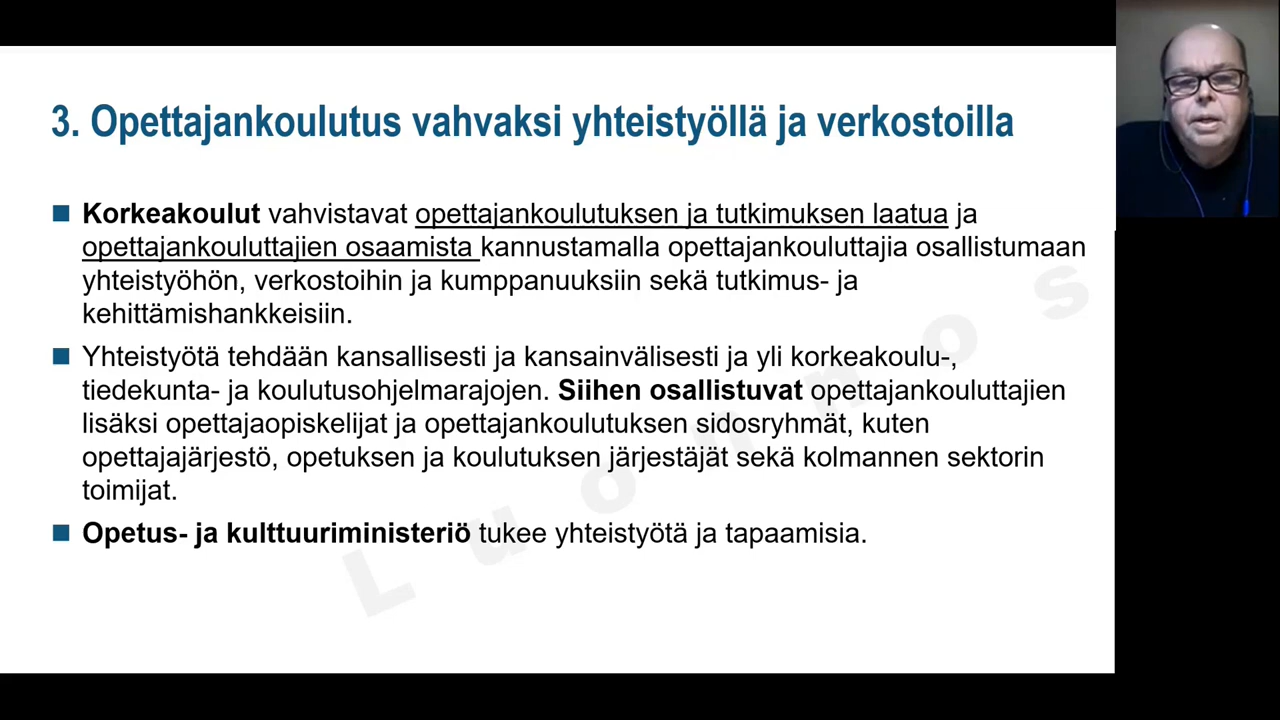 3. Opettajankoulutus vahvaksi yhteistyöllä ja verkostoilla
Korkeakoulut vahvistavat opettajankoulutuksen ja tutkimuksen laatua ja
opettajankouluttajien osaamista kannustamalla opettajankouluttajia osallistumaan
yhteistyöhön, verkostoihin ja kumppanuuksiin sekä tutkimus- ja
kehittämishankkeisiin.
Yhteistyötä tehdään kansallisesti ja kansainvälisesti ja yli korkeakoulu-,
tiedekunta- ja koulutusohjelmarajojen. Siihen osallistuvat opettajankouluttajien
lisäksi opettajaopiskelijat ja opettajankoulutuksen sidosryhmät, kuten
opettajajärjestö, opetuksen ja koulutuksen järjestäjät sekä kolmannen sektorin
toimijat.
Opetus- ja kulttuuriministeriö tukee yhteistyötä ja tapaamisia.
Luonnos